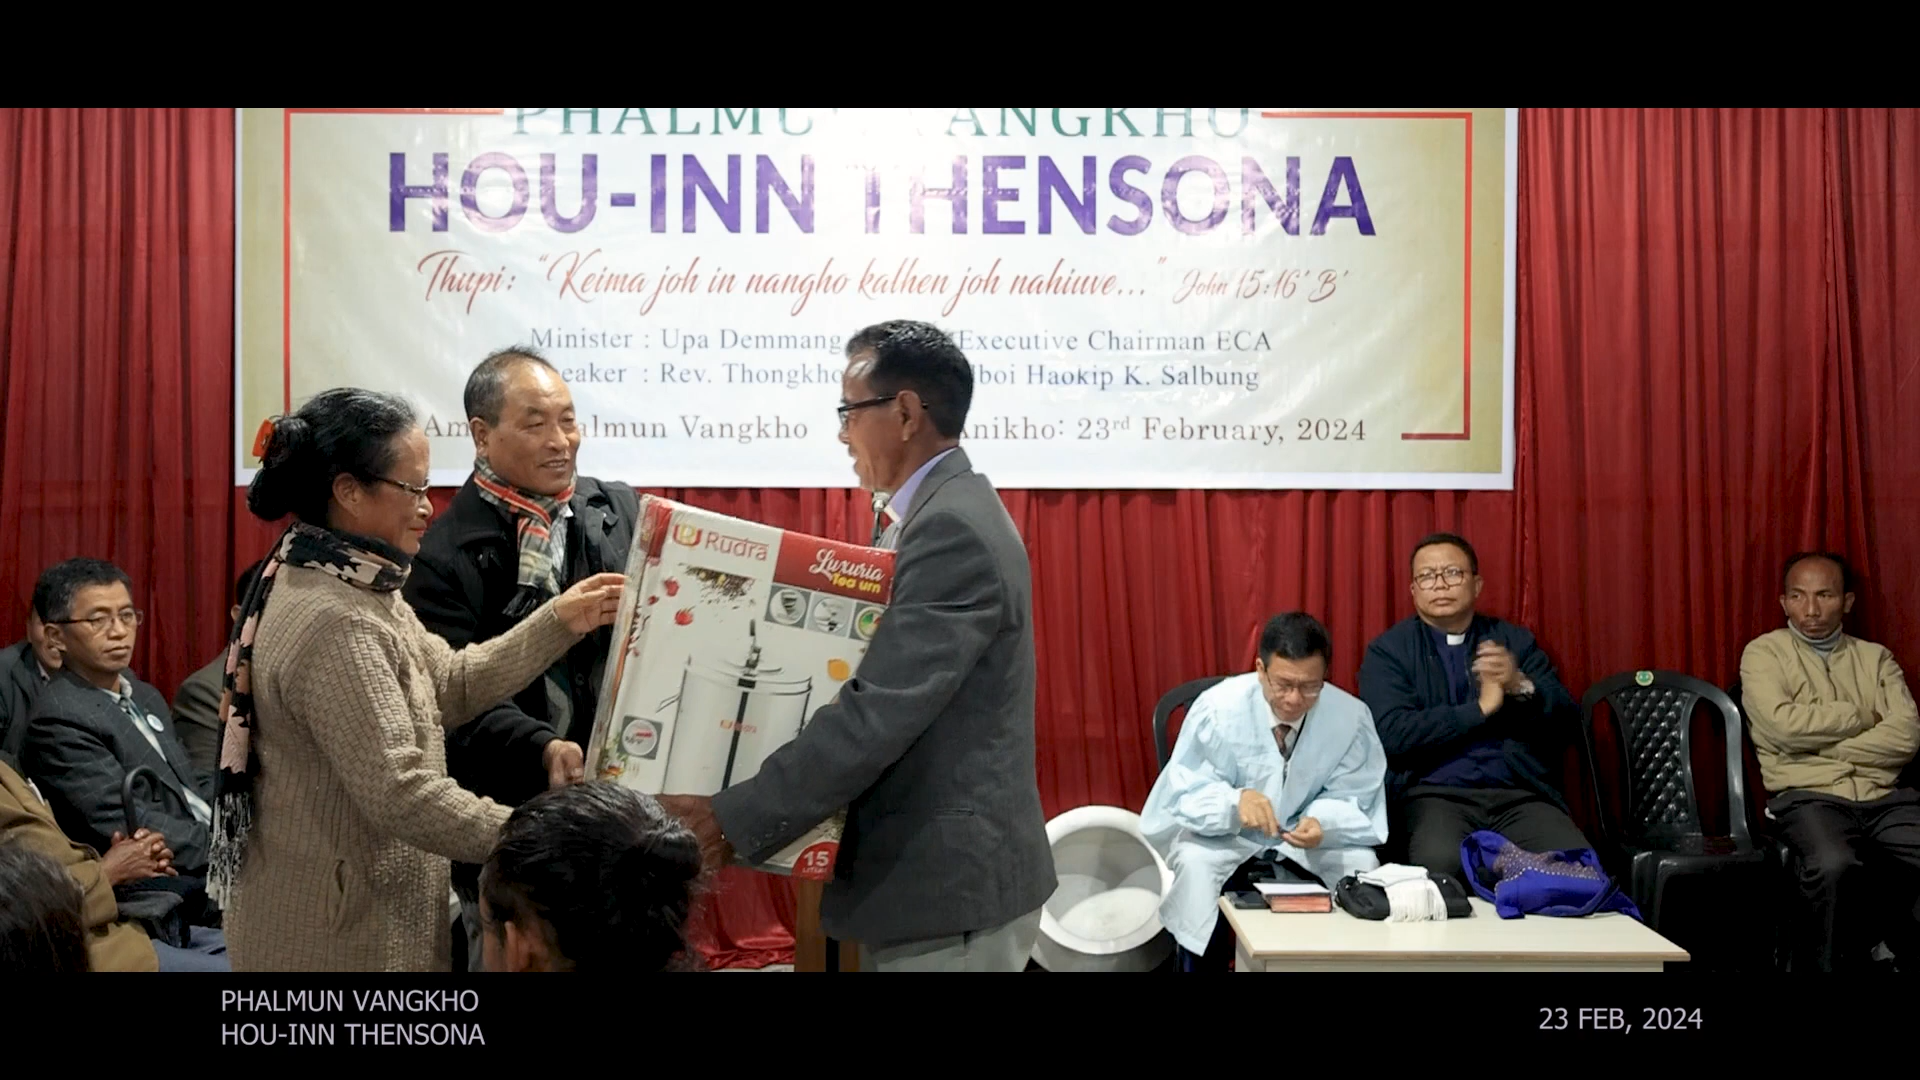 PHALMUN VANGKHO
HOU-INN THENSONA
Thupi: "Keima joh in nangho kalhen joh nahiuve..." John 15:16' B'
Minister : Upa Demmang Executive Chairman ECA
: Rev. Haokip K. Salbung
Vangkho 23rd February, 2024
Rudra
Luxuria
Tea urn
15
PHALMUN VANGKHO
HOU-INN THENSONA
23 FEB, 2024